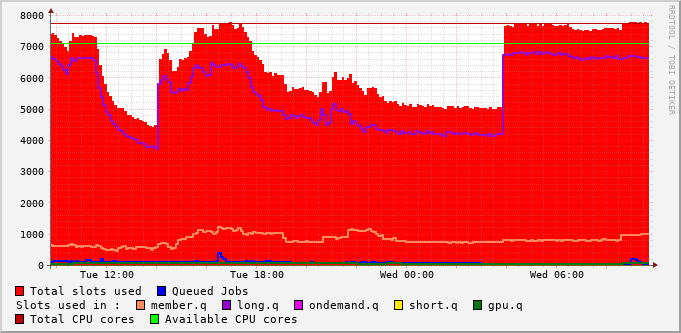 8000
7000
6000
5000
4000
3000
2000
1000
0
Tue 12:00 Tue 18:00 Wed 00:00 Wed 06:00
RRDTOOL / TOBI OETIKER
Total slots used Queued Jobs
Slots used in : member.q long.q ondemand.q short.q gpu.q
Total CPU cores Available CPU cores